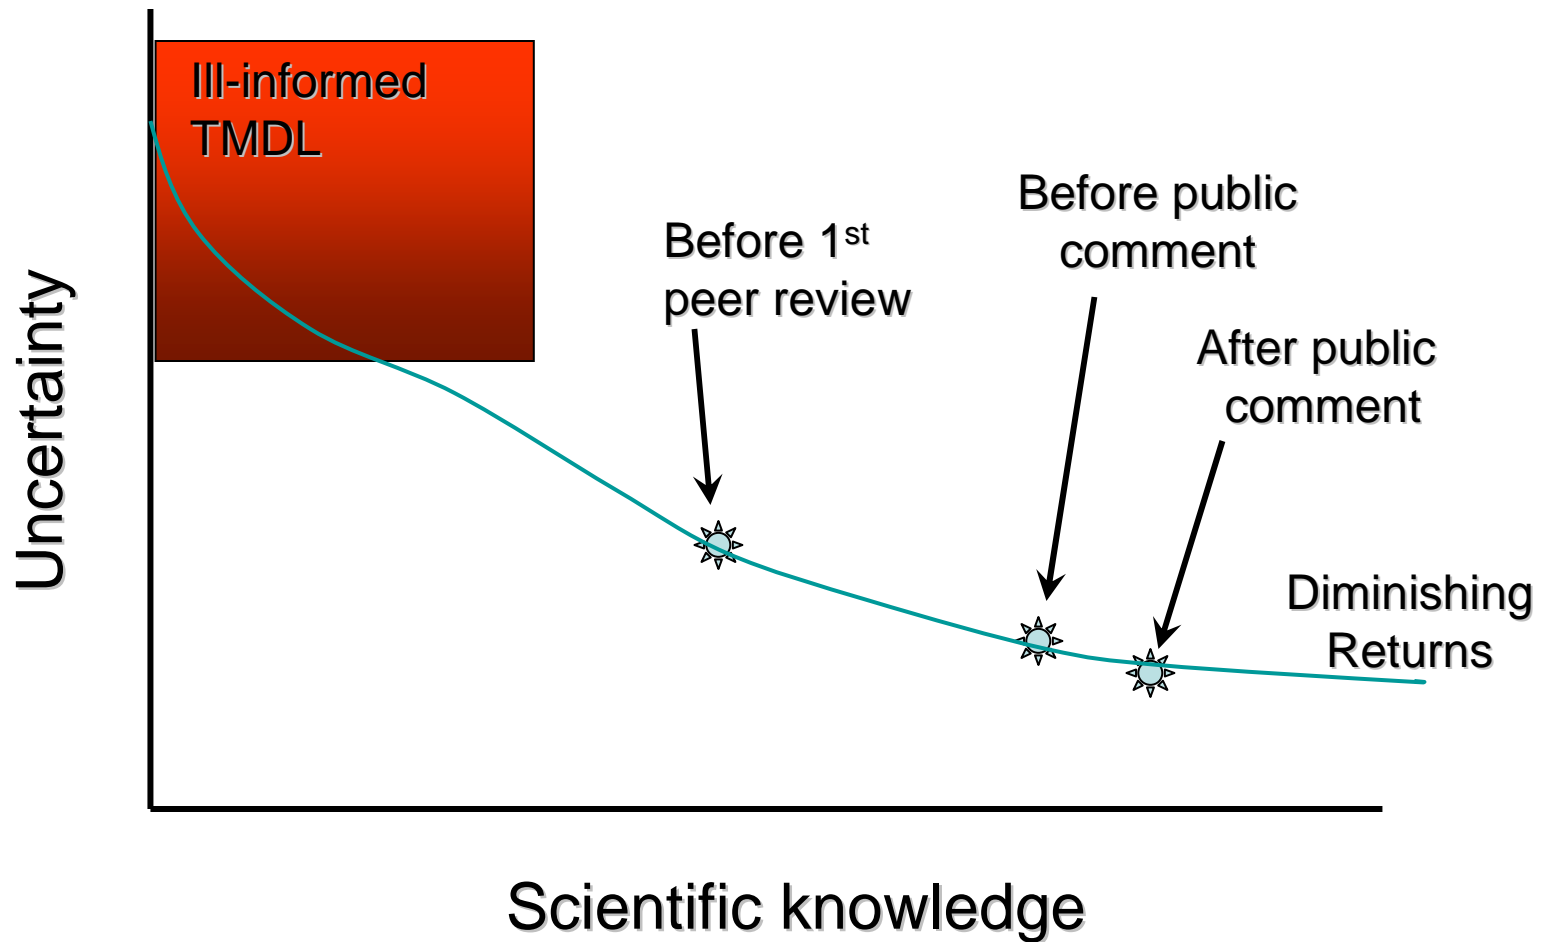 Ill-informed
TMDL
Before 1st
peer review
Before public
comment
After public
comment
Diminishing
Returns
Uncertainty
Scientific knowledge